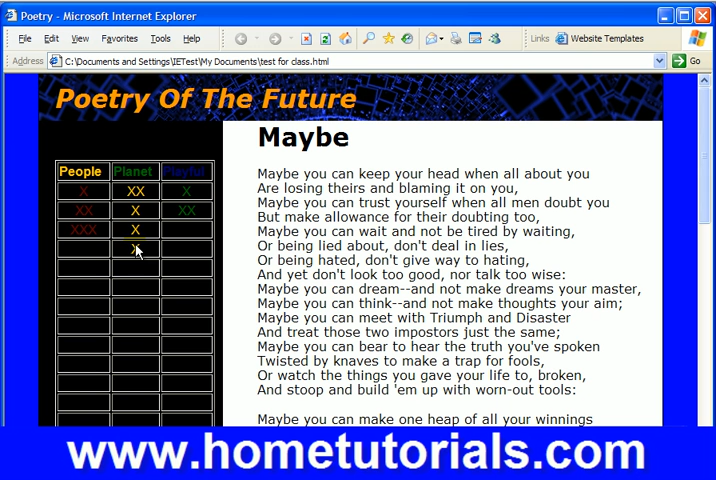 Poetry - Microsoft Internet Explorer
File Edit View Favorites Tools Help
Links Website Templates
Address C:\Documents and Settings\IETest\My Documents\test for class.html Go
Poetry Of The Future
People Planet Playful
X XX X
XX X XX
XXX X
X
Maybe
Maybe you can keep your head when all about you
Are losing theirs and blaming it on you,
Maybe you can trust yourself when all men doubt you
But make allowance for their doubting too,
Maybe you can wait and not be tired by waiting,
Or being lied about, don't deal in lies,
Or being hated, don't give way to hating,
And yet don't look too good, nor talk too wise:
Maybe you can dream--and not make dreams your master,
Maybe you can think--and not make thoughts your aim;
Maybe you can meet with Triumph and Disaster
And treat those two impostors just the same;
Maybe you can bear to hear the truth you've spoken
Twisted by knaves to make a trap for fools,
Or watch the things you gave your life to, broken,
And stoop and build 'em up with worn-out tools:
Maybe you can make one heap of all your winnings
www.hometutorials.com